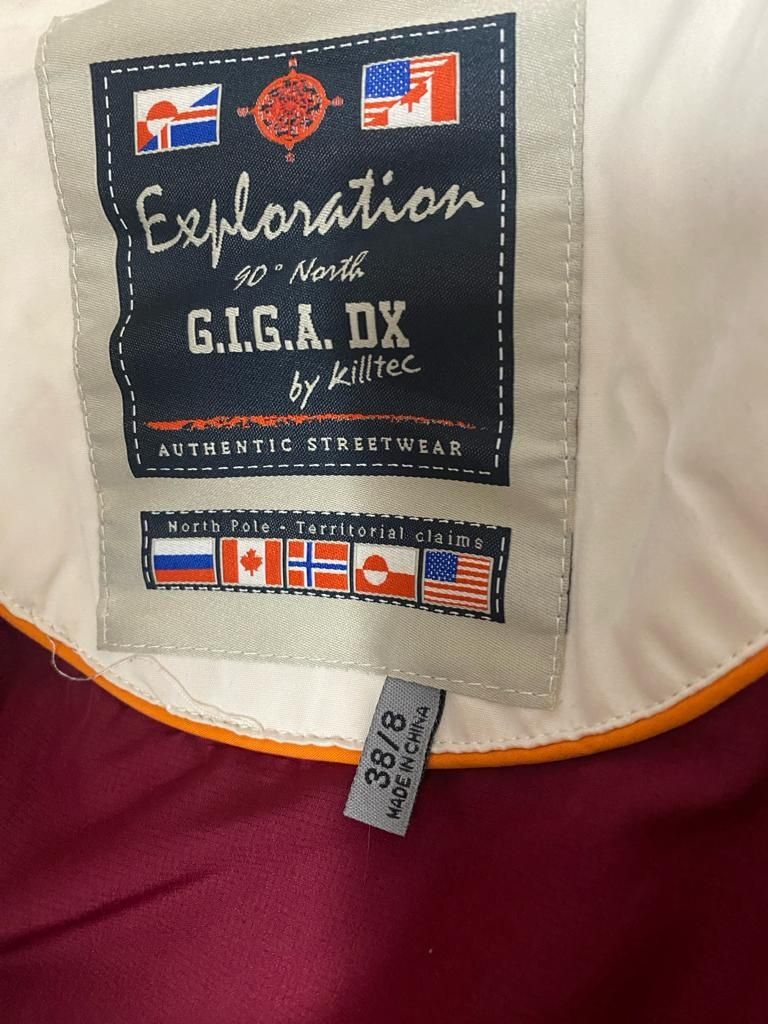 Exploration
90° North
G.I.G.A. DX
by killtec
AUTHENTIC STREETWEAR
North Pole - Territorial claims
38/8
MADE IN CHINA